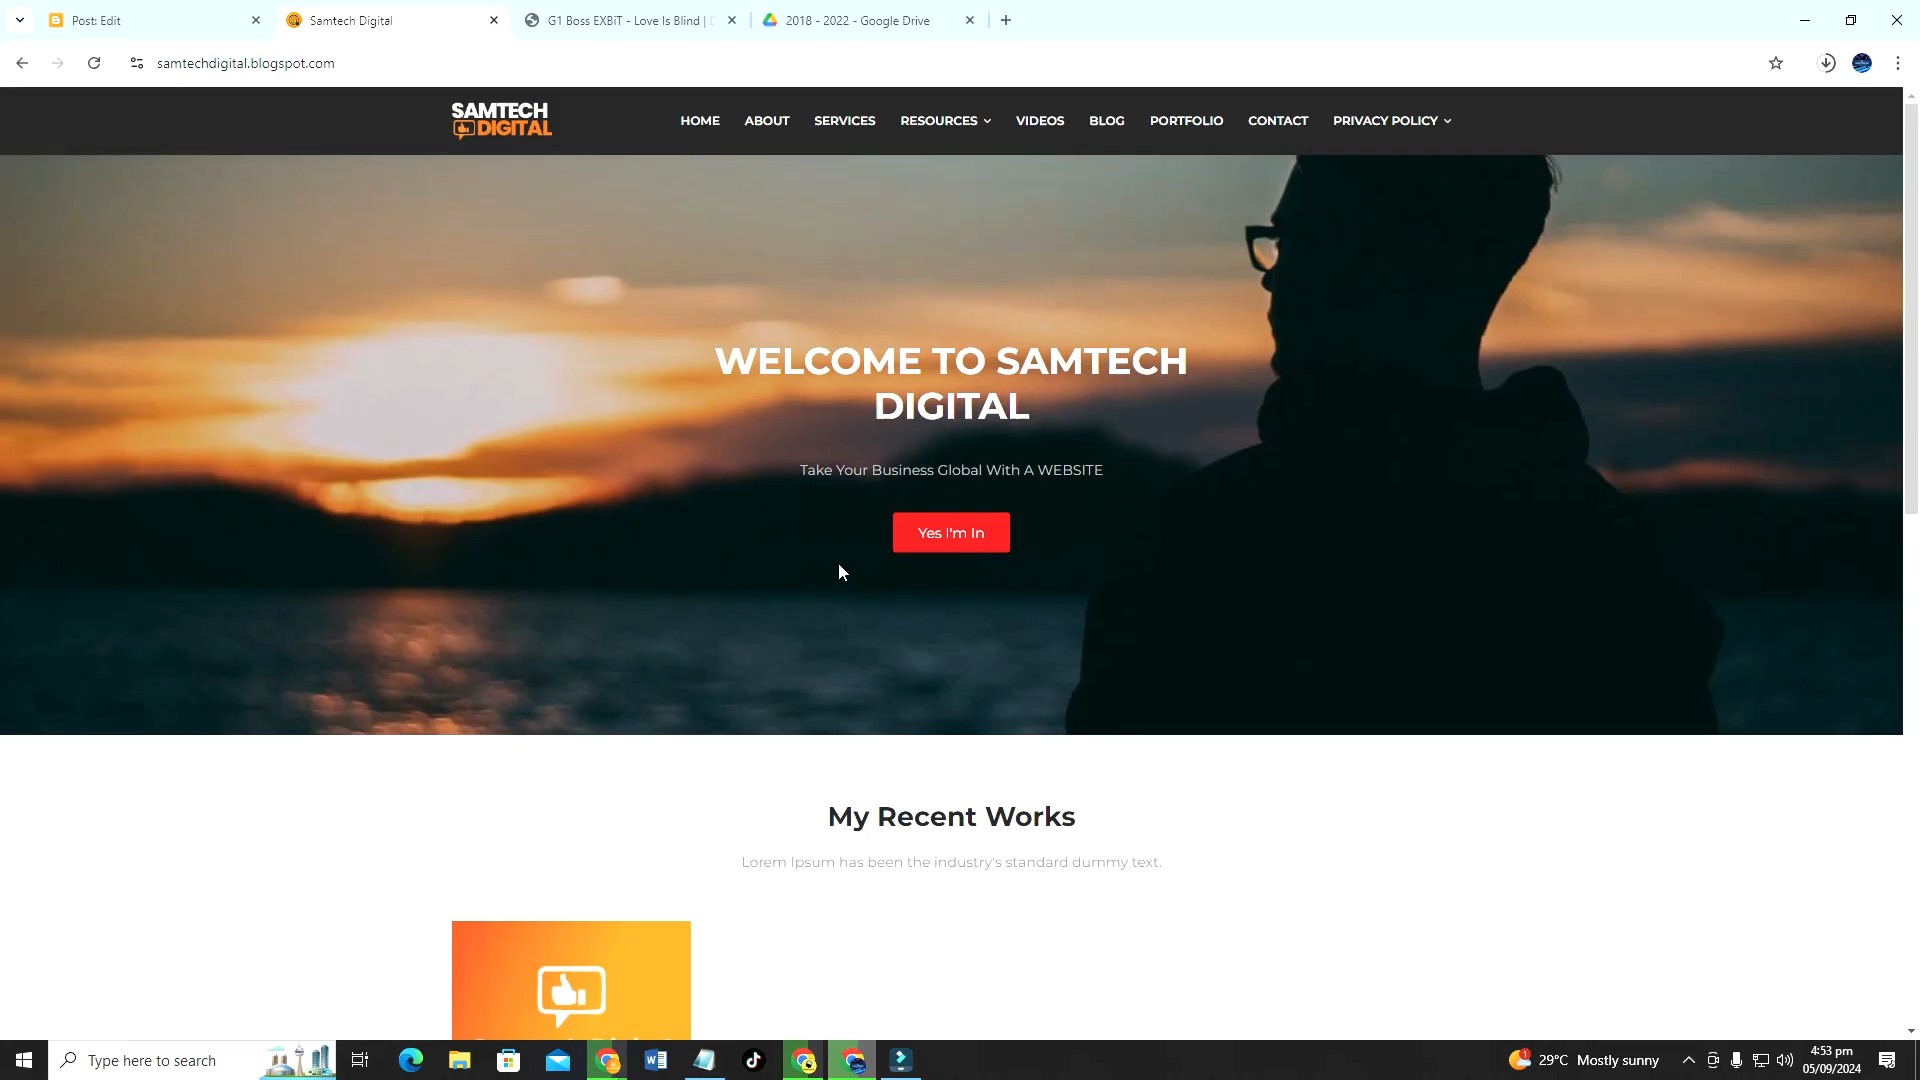 Post: Edit
Samtech Digital
G1 Boss EXBiT - Love Is Blind |
2018 - 2022 - Google Drive
samtechdigital.blogspot.com
SAMTECH
DIGITAL
HOME ABOUT SERVICES RESOURCES VIDEOS BLOG PORTFOLIO CONTACT PRIVACY POLICY
WELCOME TO SAMTECH
DIGITAL
Take Your Business Global With A WEBSITE
Yes I'm In
My Recent Works
Lorem Ipsum has been the industry's standard dummy text.
Type here to search
1
29°C Mostly sunny
4:53 pm
05/09/2024